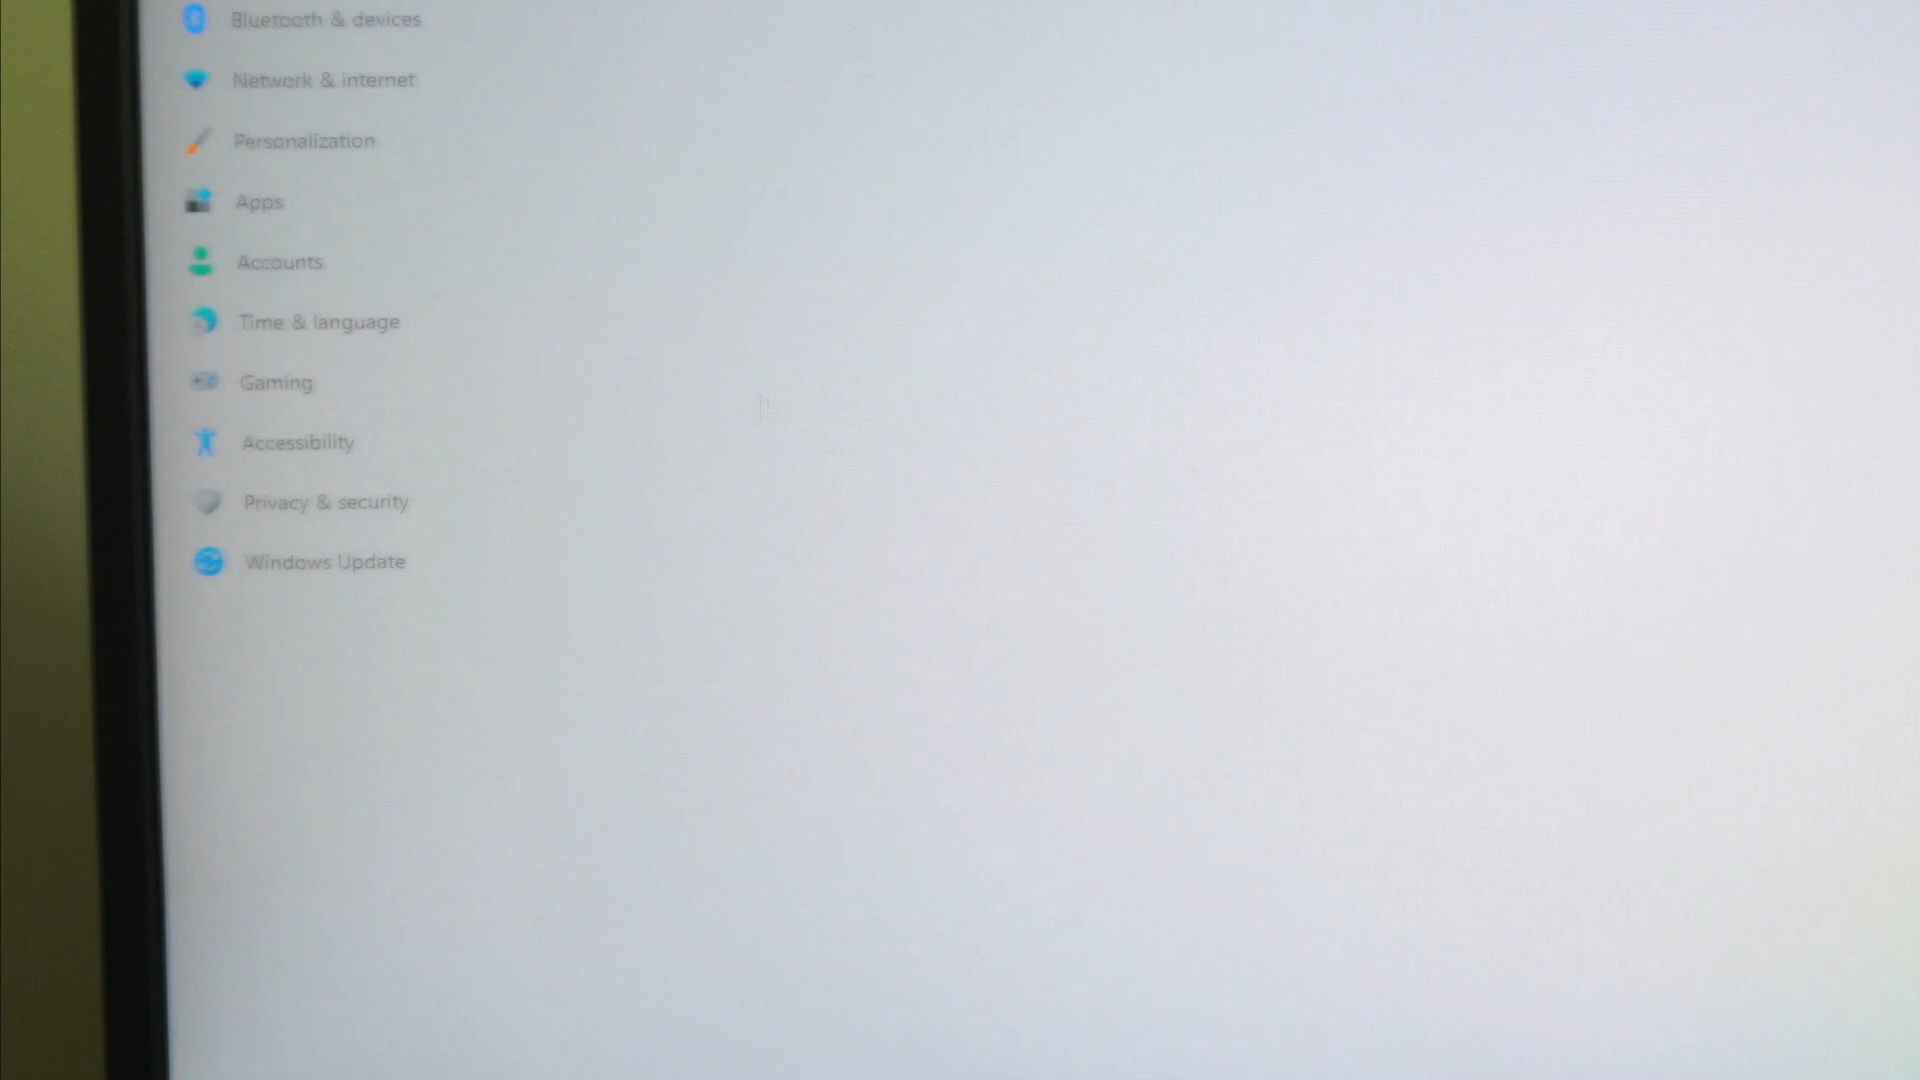 Bluetooth & devices
Network & internet
Personalization
Apps
Accounts
Time & language
Gaming
Accessibility
Privacy & security
Windows Update